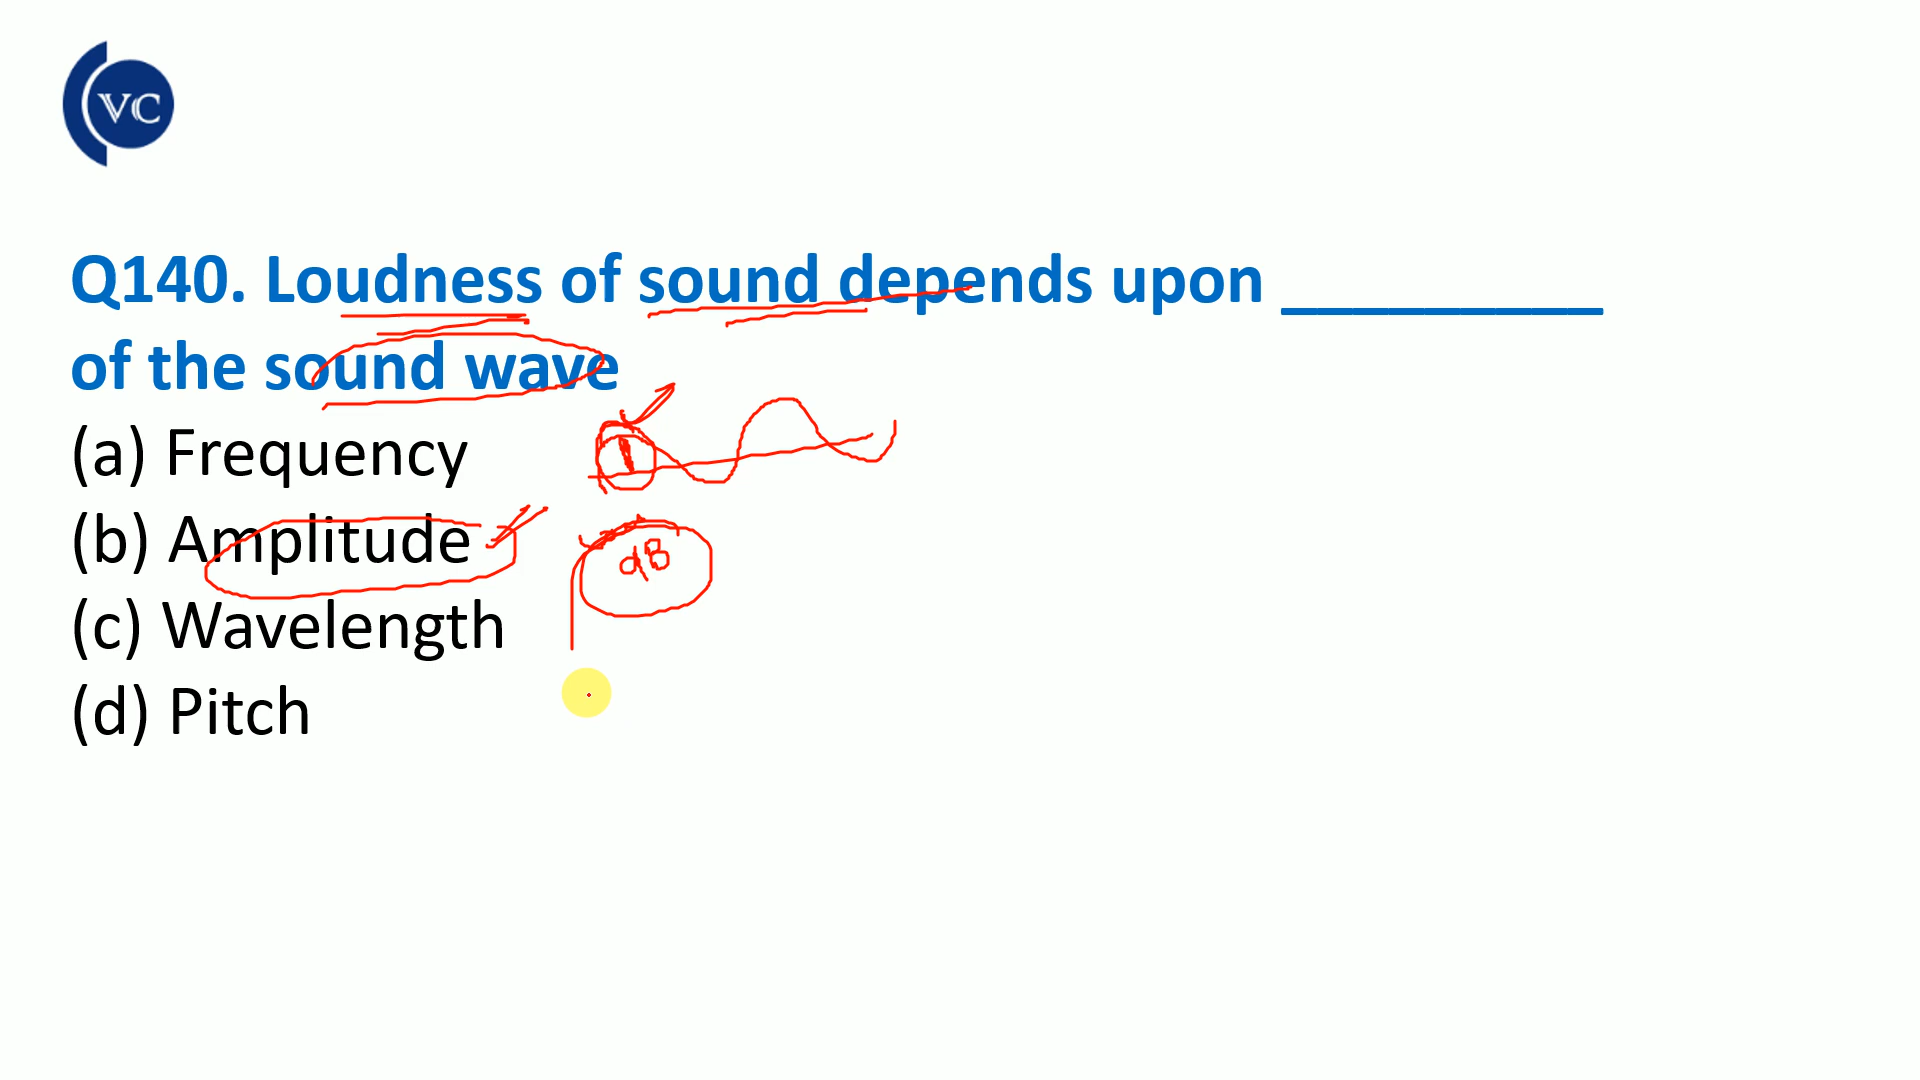 VC
Q140. Loudness of sound depends upon __________
of the sound wave
(a) Frequency
(b) Amplitude
dB
(c) Wavelength
(d) Pitch